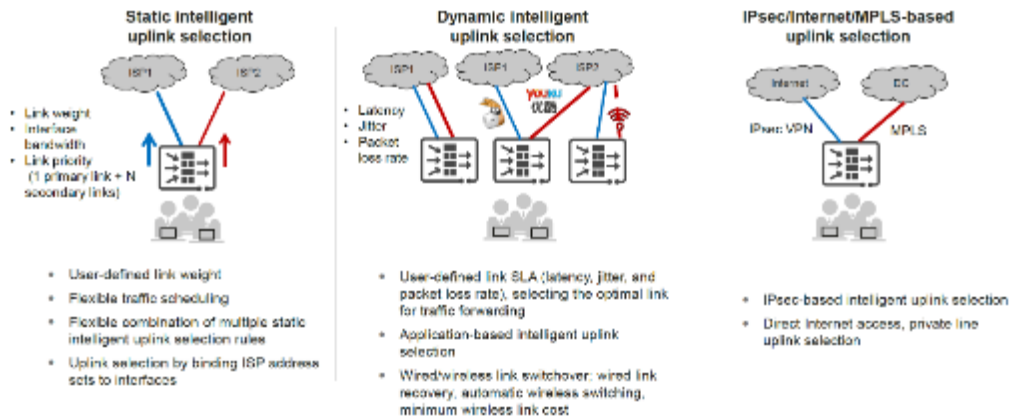 Static intelligent
uplink selection
ISP1
ISP2
• Link weight
• Interface
bandwidth
• Link priority
(1 primary link + N
secondary links)
• User-defined link weight
• Flexible traffic scheduling
• Flexible combination of multiple static
intelligent uplink selection rules
• Uplink selection by binding ISP address
sets to interfaces
Dynamic intelligent
uplink selection
ISP1
ISP1
ISP2
YOUKU
优酷
• Latency
• Jitter
• Packet
loss rate
• User-defined link SLA (latency, jitter, and
packet loss rate), selecting the optimal link
for traffic forwarding
• Application-based intelligent uplink
selection
• Wired/wireless link switchover: wired link
recovery, automatic wireless switching,
minimum wireless link cost
IPsec/Internet/MPLS-based
uplink selection
Internet
DC
IPsec VPN
MPLS
• IPsec-based intelligent uplink selection
• Direct Internet access, private line
uplink selection